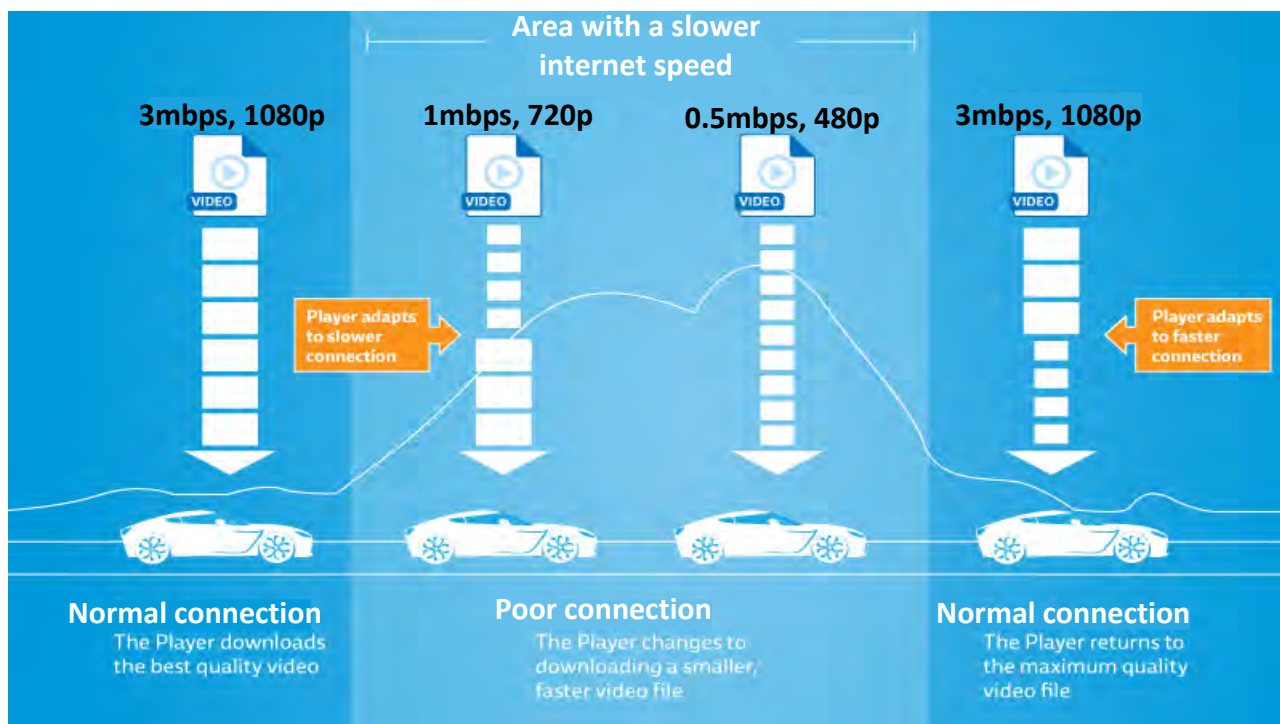 Area with a slower
internet speed
3mbps, 1080p
1mbps, 720p
0.5mbps, 480p
3mbps, 1080p
VIDEO
VIDEO
VIDEO
VIDEO
Player adapts
to slower
connection
Player adapts
to faster
connection
Normal connection
The Player downloads
the best quality video
Poor connection
The Player changes to
downloading a smaller,
faster video file
Normal connection
The Player returns to
the maximum quality
video file